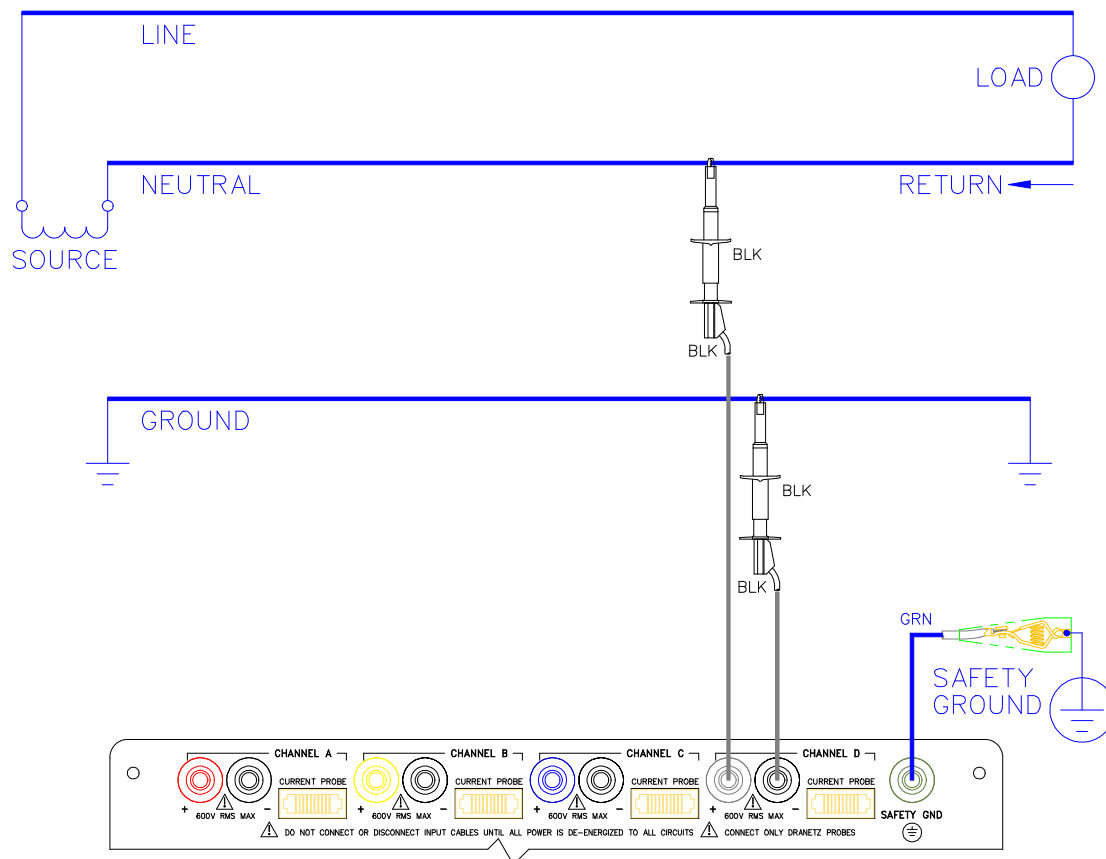 LINE
LOAD
NEUTRAL
RETURN
SOURCE
BLK
BLK
GROUND
BLK
BLK
GRN
SAFETY
GROUND
CHANNEL A
CHANNEL B
CHANNEL C
CHANNEL D
CURRENT PROBE
CURRENT PROBE
CURRENT PROBE
CURRENT PROBE
+ 600V RMS MAX -
+ 600V RMS MAX -
+ 600V RMS MAX -
+ 600V RMS MAX -
SAFETY GND
DO NOT CONNECT OR DISCONNECT INPUT CABLES UNTIL ALL POWER IS DE-ENERGIZED TO ALL CIRCUITS
CONNECT ONLY DRANETZ PROBES